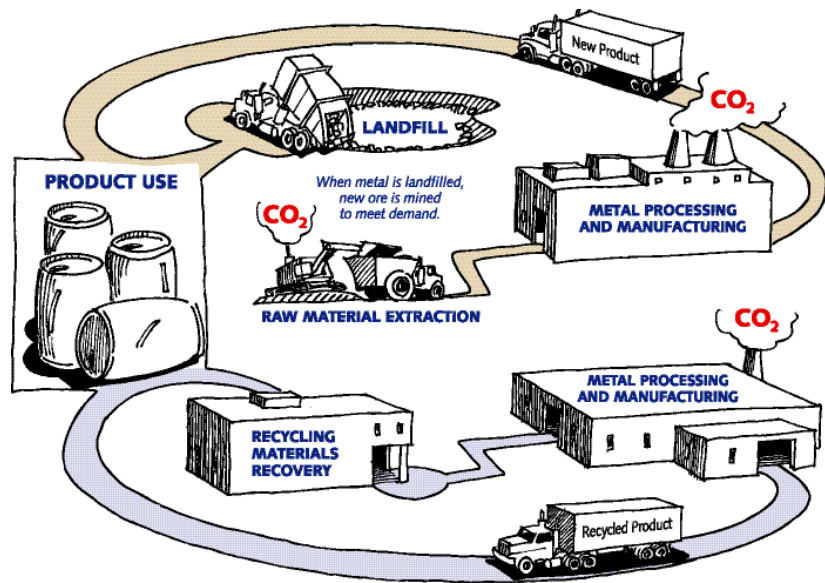 New Product
CO₂
LANDFILL
PRODUCT USE
When metal is landfilled,
new ore is mined
to meet demand.
CO₂
METAL PROCESSING
AND MANUFACTURING
RAW MATERIAL EXTRACTION
CO₂
METAL PROCESSING
AND MANUFACTURING
RECYCLING
MATERIALS
RECOVERY
Recycled Product